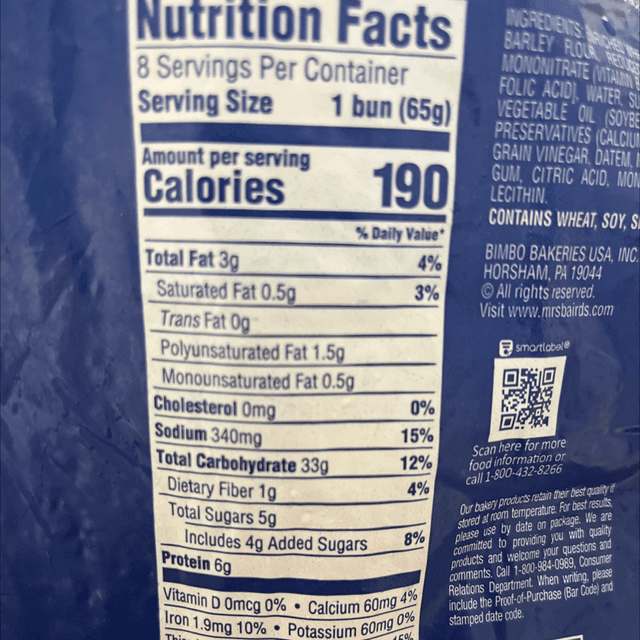 Nutrition Facts
8 Servings Per Container
Serving Size 1 bun (65g)
Amount per serving
Calories 190
% Daily Value*
Total Fat 3g 4%
Saturated Fat 0.5g 3%
Trans Fat 0g
Polyunsaturated Fat 1.5g
Monounsaturated Fat 0.5g
Cholesterol 0mg 0%
Sodium 340mg 15%
Total Carbohydrate 33g 12%
Dietary Fiber 1g 4%
Total Sugars 5g
Includes 4g Added Sugars 8%
Protein 6g
Vitamin D 0mcg 0% • Calcium 60mg 4%
Iron 1.9mg 10% • Potassium 60mg 0%
15%
INGREDIENTS
BARLEY FLOUR,
MONONITRATE (VITAMIN
FOLIC ACID), WATER,
VEGETABLE OIL (SOYBE
PRESERVATIVES (CALCIU
GRAIN VINEGAR, DATEM,
GUM, CITRIC ACID, MON
LECITHIN.
CONTAINS WHEAT, SOY,
BIMBO BAKERIES USA, INC.
HORSHAM, PA 19044
© All rights reserved.
Visit www.mrsbairds.com
smartlabel®
Scan here for more
food information or
call 1-800-432-8266
Our bakery products retain their best quality if
stored at room temperature. For best results,
please use by date on package. We are
committed to providing you with quality
products and welcome your questions and
comments. Call 1-800-984-0989, Consumer
Relations Department. When writing, please
include the Proof-of-Purchase (Bar Code) and
stamped date code.